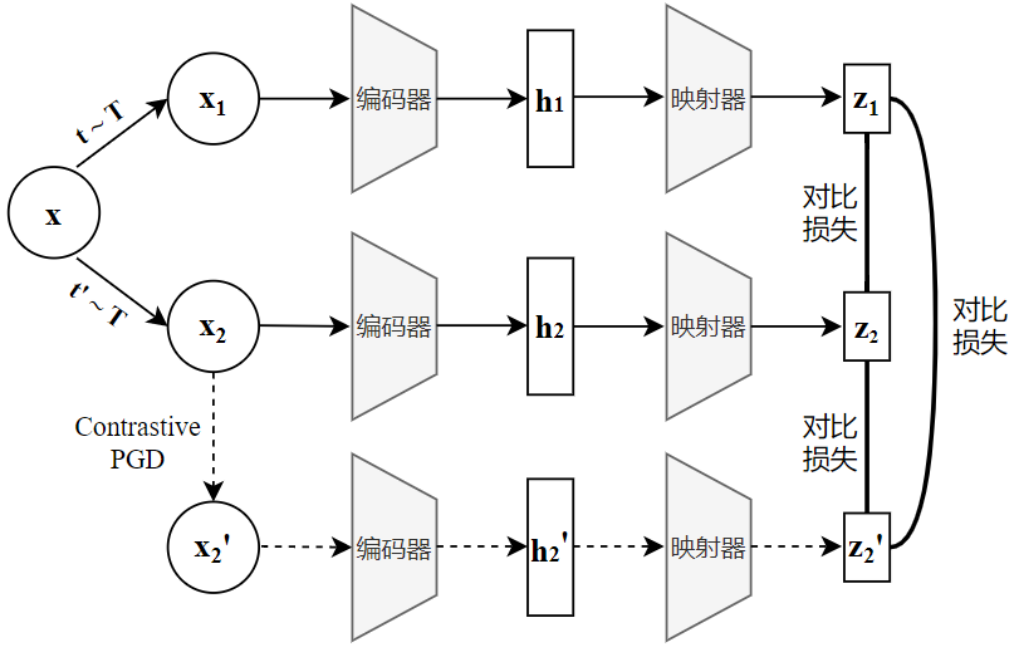 x
t ~ T
t' ~ T
x₁
编码器
h₁
映射器
z₁
对比
损失
x₂
编码器
h₂
映射器
z₂
对比
损失
Contrastive
PGD
对比
损失
x₂'
编码器
h₂'
映射器
z₂'